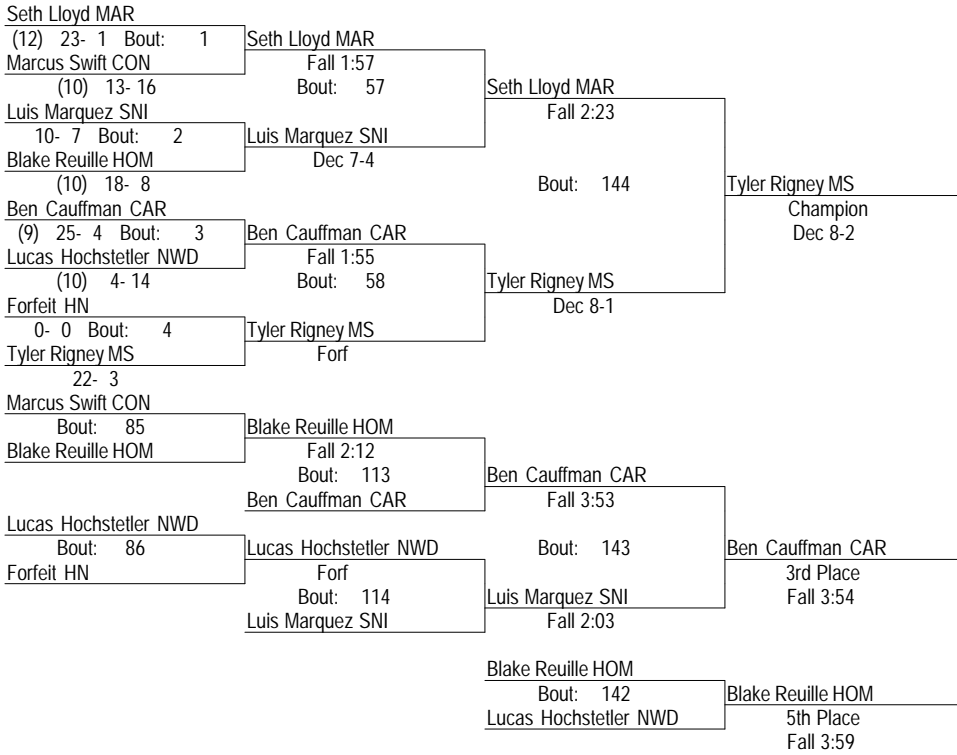 Seth Lloyd MAR
(12) 23- 1 Bout: 1
Seth Lloyd MAR
Marcus Swift CON
Fall 1:57
(10) 13- 16
Bout: 57
Seth Lloyd MAR
Luis Marquez SNI
Fall 2:23
10- 7 Bout: 2
Luis Marquez SNI
Blake Reuille HOM
Dec 7-4
(10) 18- 8
Bout: 144
Tyler Rigney MS
Ben Cauffman CAR
Champion
(9) 25- 4 Bout: 3
Ben Cauffman CAR
Dec 8-2
Lucas Hochstetler NWD
Fall 1:55
(10) 4- 14
Bout: 58
Tyler Rigney MS
Forfeit HN
Dec 8-1
0- 0 Bout: 4
Tyler Rigney MS
Tyler Rigney MS
Forf
22- 3
Marcus Swift CON
Bout: 85
Blake Reuille HOM
Blake Reuille HOM
Fall 2:12
Bout: 113
Ben Cauffman CAR
Ben Cauffman CAR
Fall 3:53
Lucas Hochstetler NWD
Bout: 86
Lucas Hochstetler NWD
Bout: 143
Ben Cauffman CAR
Forfeit HN
Forf
3rd Place
Bout: 114
Luis Marquez SNI
Fall 3:54
Luis Marquez SNI
Fall 2:03
Blake Reuille HOM
Bout: 142
Blake Reuille HOM
Lucas Hochstetler NWD
5th Place
Fall 3:59